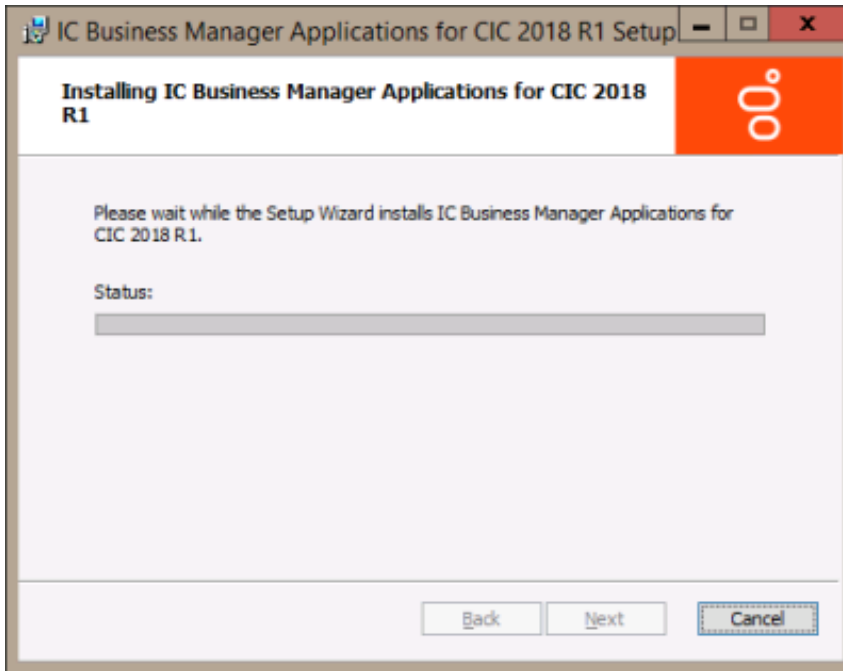 IC Business Manager Applications for CIC 2018 R1 Setup
Installing IC Business Manager Applications for CIC 2018
R1
Please wait while the Setup Wizard installs IC Business Manager Applications for
CIC 2018 R1.
Status:
Back Next Cancel